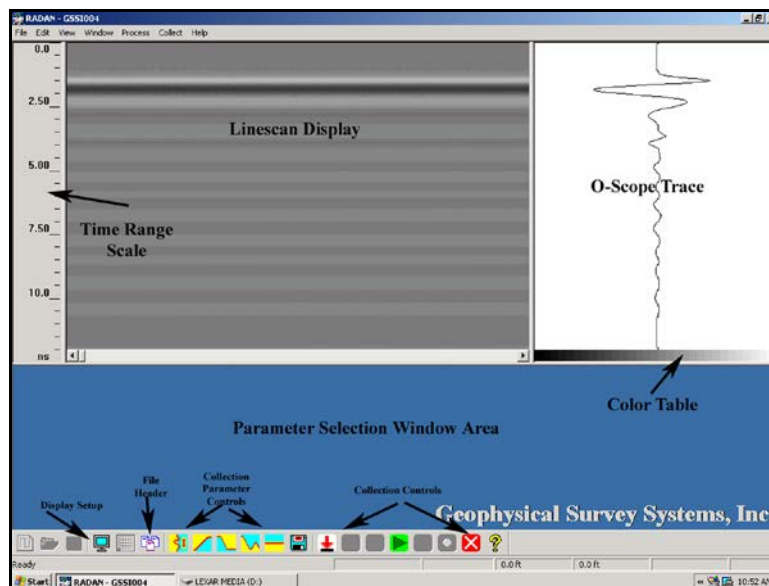 RADAN - GSSI004
File Edit View Window Process Collect Help
0.0
2.50
5.00
7.50
10.0
ns
Linescan Display
O-Scope Trace
Time Range
Scale
Color Table
Parameter Selection Window Area
Display Setup
File
Header
Collection
Parameter
Controls
Collection Controls
Geophysical Survey Systems, Inc
Ready
0.0 ft
0.0 ft
Start
RADAN - GSSI004
LEXAR MEDIA (D:)
10:52 A